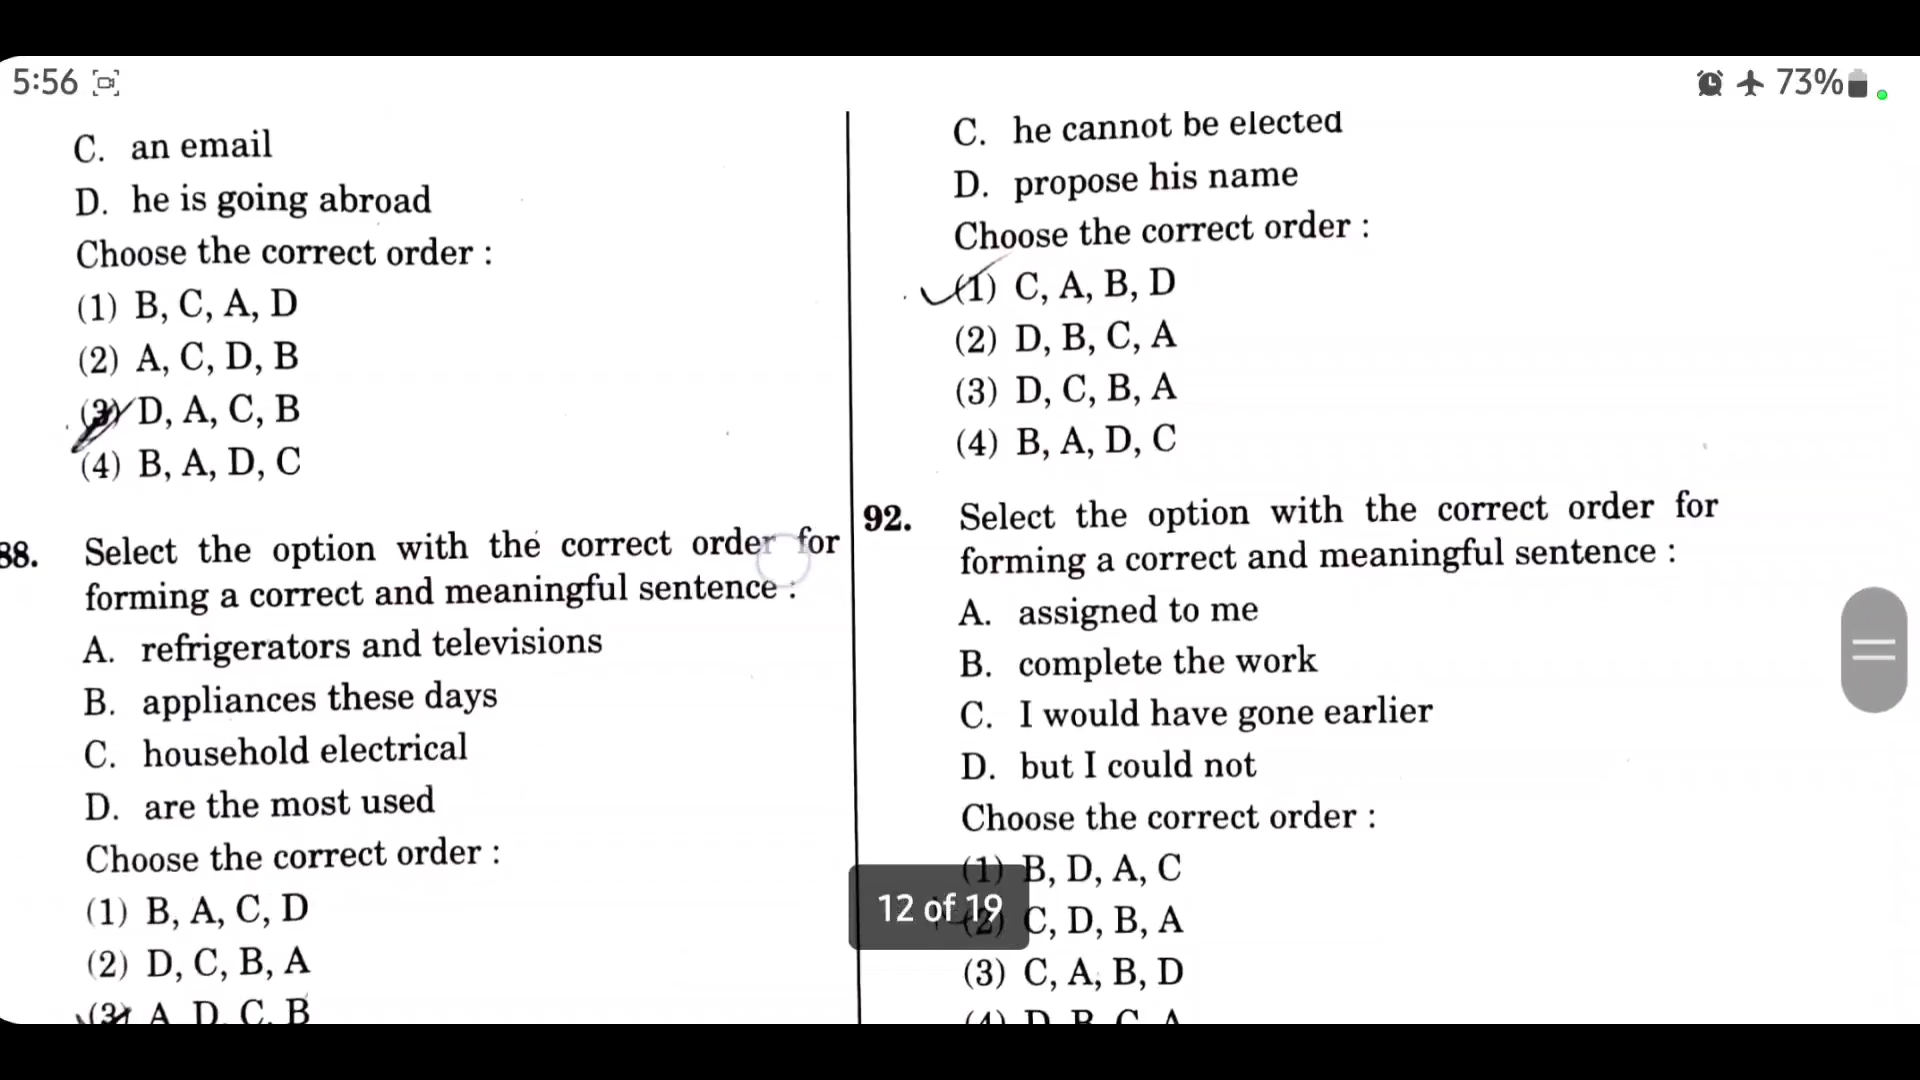 5:56
73%
C. an email
D. he is going abroad
Choose the correct order :
(1) B, C, A, D
(2) A, C, D, B
(3) D, A, C, B
(4) B, A, D, C
88. Select the option with the correct order for
forming a correct and meaningful sentence :
A. refrigerators and televisions
B. appliances these days
C. household electrical
D. are the most used
Choose the correct order :
(1) B, A, C, D
(2) D, C, B, A
(3) A D C, B
C. he cannot be elected
D. propose his name
Choose the correct order :
(1) C, A, B, D
(2) D, B, C, A
(3) D, C, B, A
(4) B, A, D, C
92. Select the option with the correct order for
forming a correct and meaningful sentence :
A. assigned to me
B. complete the work
C. I would have gone earlier
D. but I could not
Choose the correct order :
(1) B, D, A, C
(2) C, D, B, A
(3) C, A, B, D
(4) D B C A
12 of 19